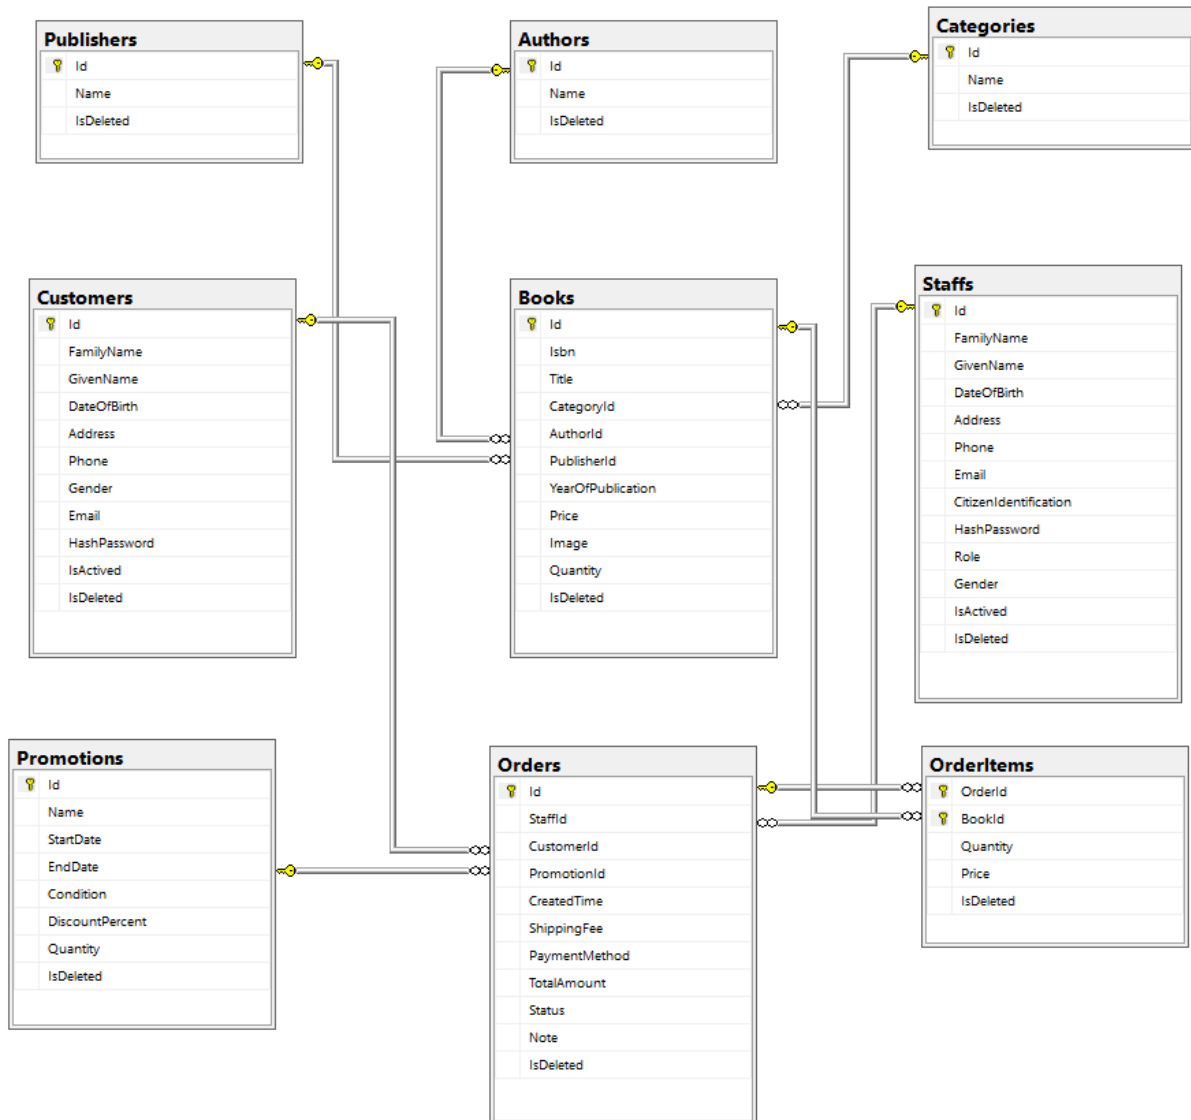 Publishers
Id
Name
IsDeleted
Authors
Id
Name
IsDeleted
Categories
Id
Name
IsDeleted
Customers
Id
FamilyName
GivenName
DateOfBirth
Address
Phone
Gender
Email
HashPassword
IsActived
IsDeleted
Books
Id
Isbn
Title
CategoryId
AuthorId
PublisherId
YearOfPublication
Price
Image
Quantity
IsDeleted
Staffs
Id
FamilyName
GivenName
DateOfBirth
Address
Phone
Email
CitizenIdentification
HashPassword
Role
Gender
IsActived
IsDeleted
Promotions
Id
Name
StartDate
EndDate
Condition
DiscountPercent
Quantity
IsDeleted
Orders
Id
StaffId
CustomerId
PromotionId
CreatedTime
ShippingFee
PaymentMethod
TotalAmount
Status
Note
IsDeleted
OrderItems
OrderId
BookId
Quantity
Price
IsDeleted